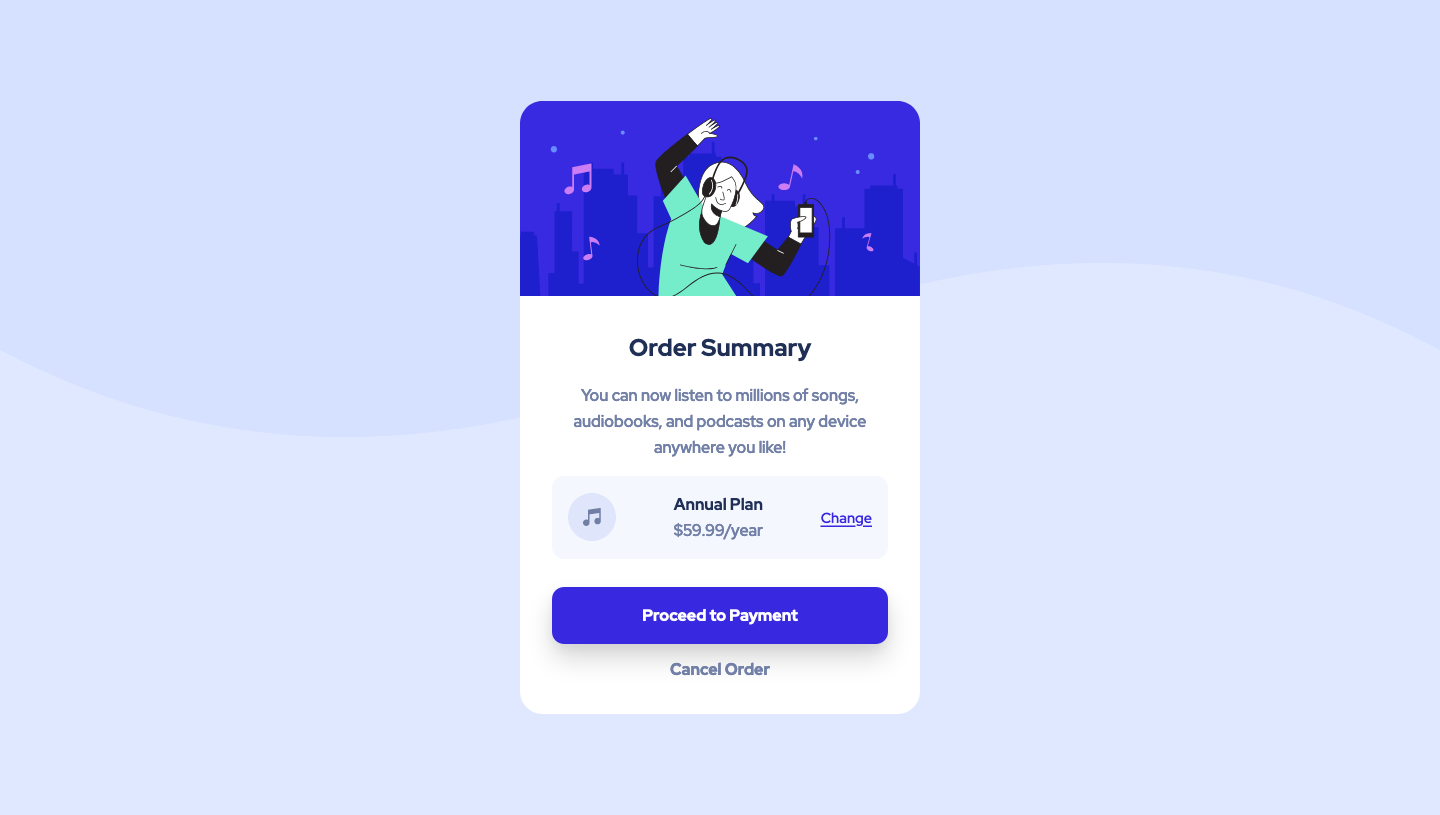 Order Summary
You can now listen to millions of songs,
audiobooks, and podcasts on any device
anywhere you like!
Annual Plan
$59.99/year
Change
Proceed to Payment
Cancel Order